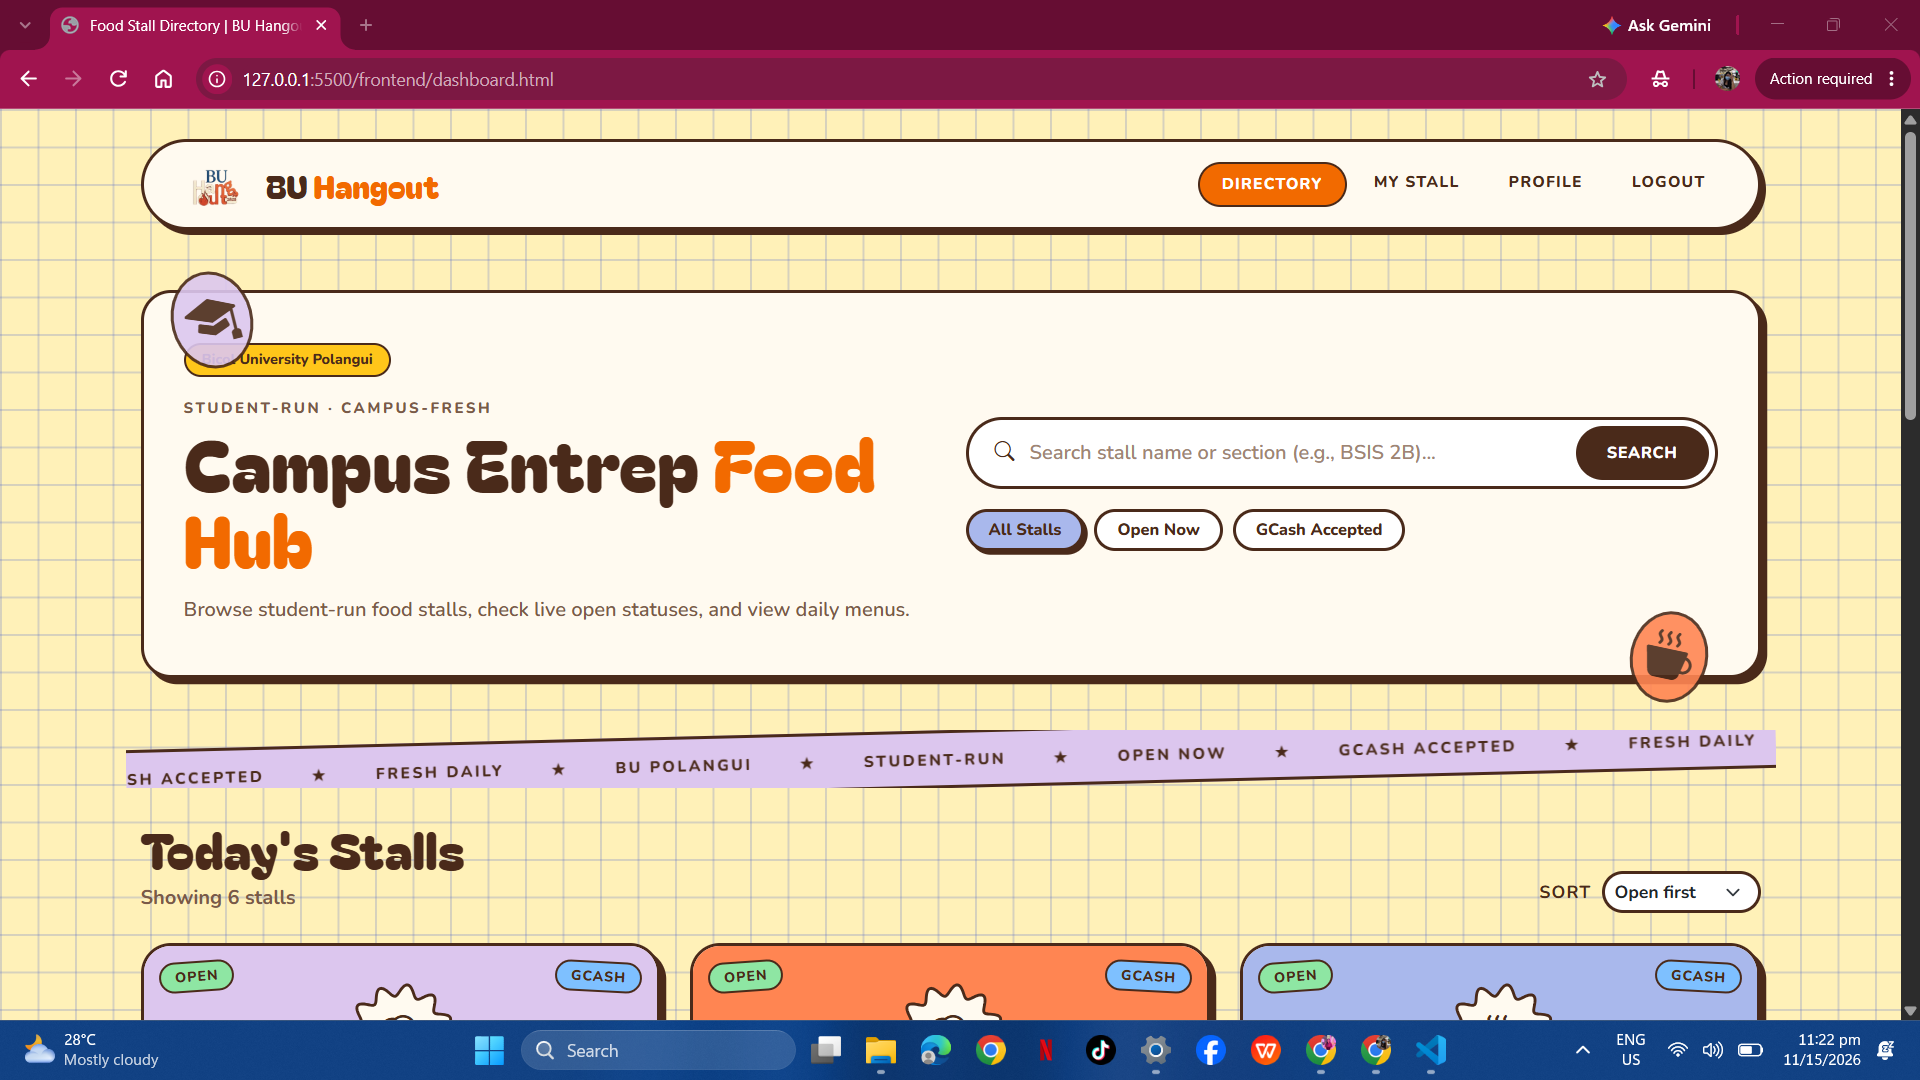 Food Stall Directory | BU Hango
Ask Gemini
127.0.0.1:5500/frontend/dashboard.html
Action required
BU
BU Hangout
DIRECTORY
MY STALL
PROFILE
LOGOUT
University Polangui
STUDENT-RUN · CAMPUS-FRESH
Campus Entrep Food
Hub
Browse student-run food stalls, check live open statuses, and view daily menus.
Search stall name or section (e.g., BSIS 2B)...
SEARCH
All Stalls
Open Now
GCash Accepted
SH ACCEPTED ★ FRESH DAILY ★ BU POLANGUI ★ STUDENT-RUN ★ OPEN NOW ★ GCASH ACCEPTED ★ FRESH DAILY
Today's Stalls
Showing 6 stalls
SORT
Open first
OPEN
GCASH
OPEN
GCASH
OPEN
GCASH
28°C
Mostly cloudy
Search
ENG
US
11:22 pm
11/15/2026